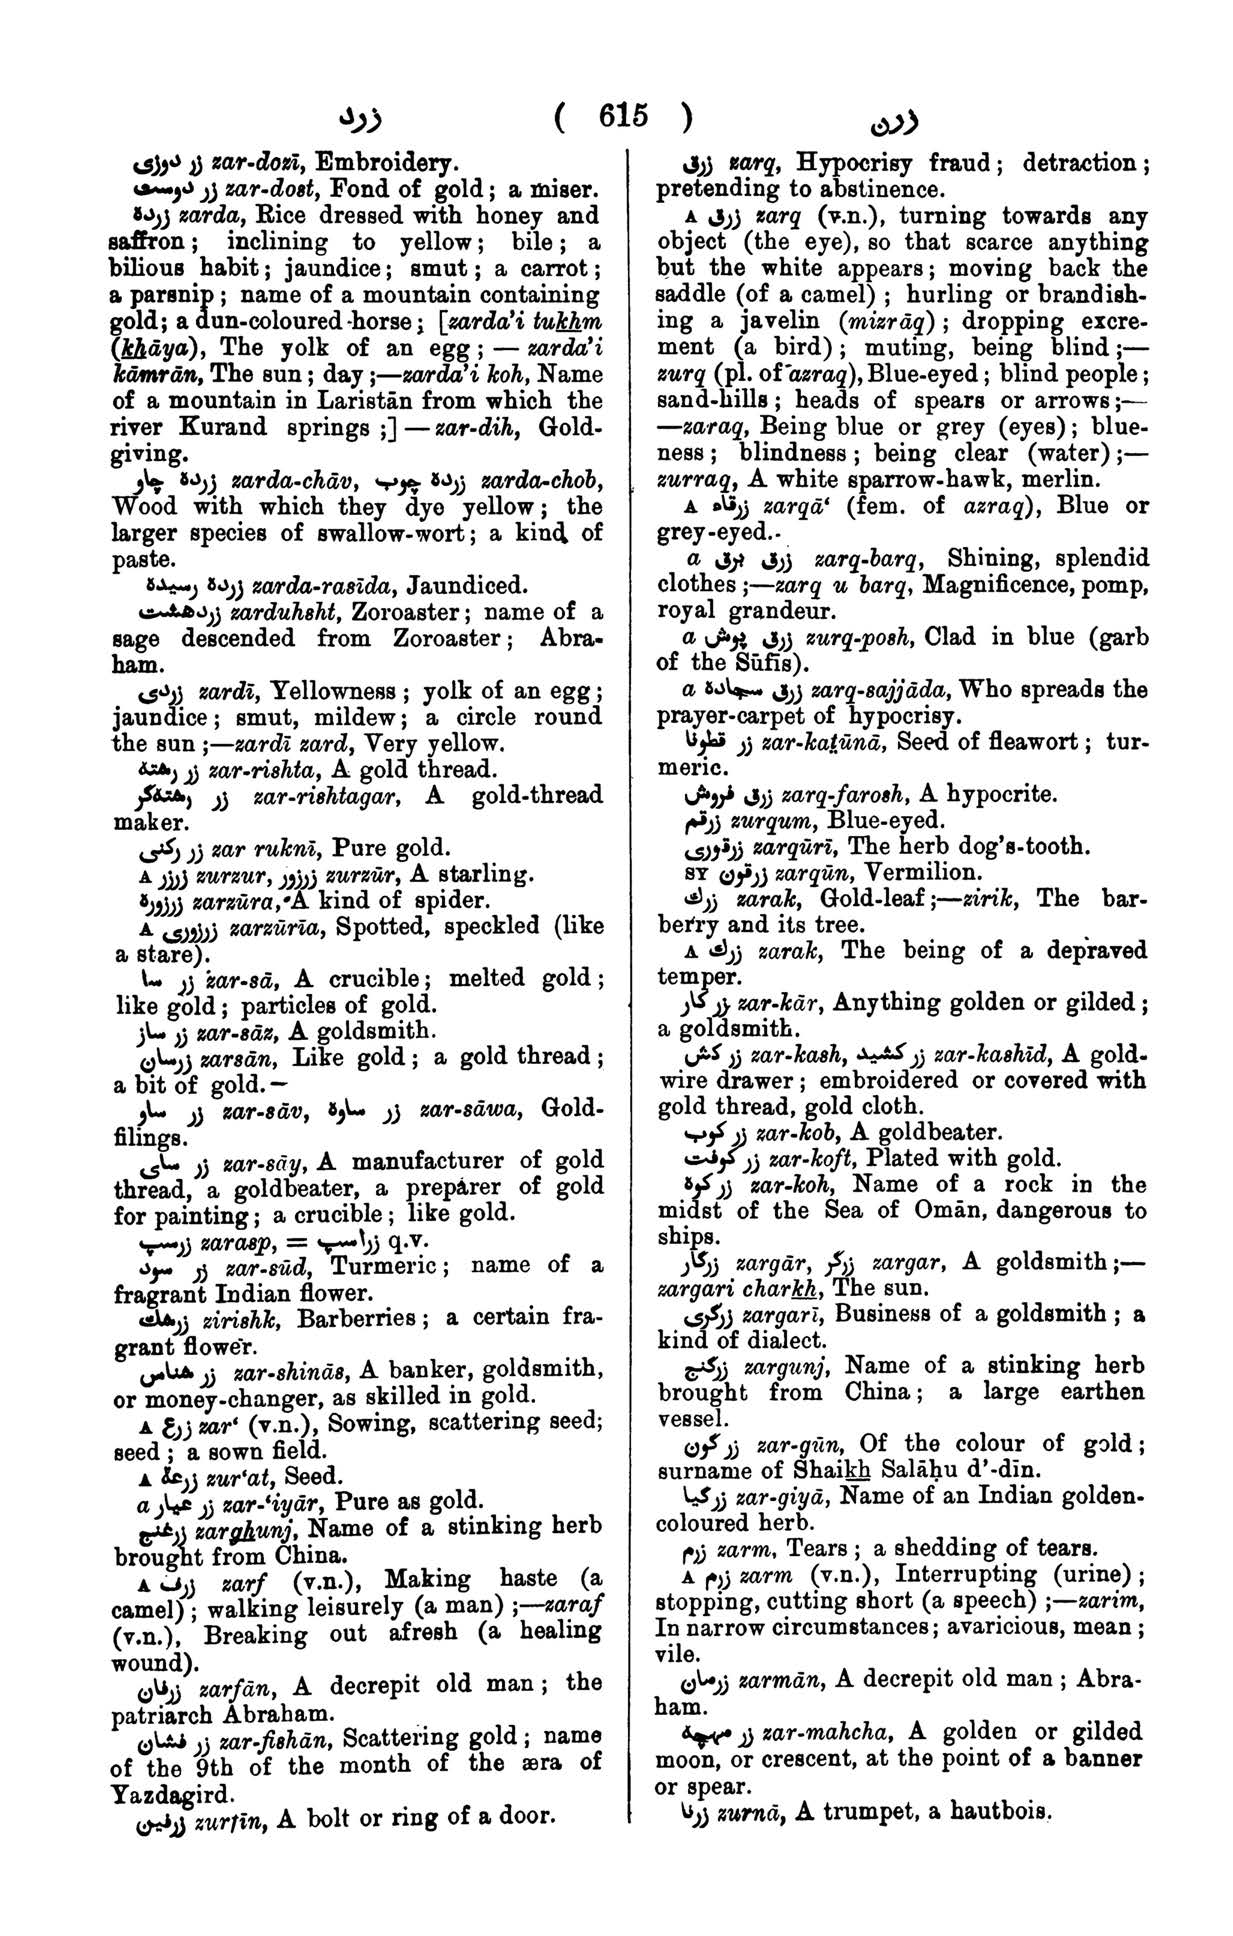 زرد ( 615 ) زرن
زر دوزى zar-dozī, Embroidery.
زر دوست zar-dost, Fond of gold; a miser.
زرده zarda, Rice dressed with honey and
saffron; inclining to yellow; bile; a
bilious habit; jaundice; smut; a carrot;
a parsnip; name of a mountain containing
gold; a dun-coloured horse; [zarda’i tukhm
(khāya), The yolk of an egg;—zarda’i
kāmrān, The sun; day;—zarda’i koh, Name
of a mountain in Laristān from which the
river Kurand springs;]—zar-dih, Gold-
giving.
زرده چاو zarda-chāv, زرده چوب zarda-chob,
Wood with which they dye yellow; the
larger species of swallow-wort; a kind of
paste.
زرده رسيده zarda-rasīda, Jaundiced.
زردهشت zarduhsht, Zoroaster; name of a
sage descended from Zoroaster; Abra-
ham.
زردى zardī, Yellowness; yolk of an egg;
jaundice; smut, mildew; a circle round
the sun;—zardī zard, Very yellow.
زر رشته zar-rishta, A gold thread.
زر رشته‌گر zar-rishtagar, A gold-thread
maker.
زر ركنى zar ruknī, Pure gold.
A زرزر zurzur, زرزور zurzūr, A starling.
زرزوره zarzūra, A kind of spider.
A زرزورى zarzūrīa, Spotted, speckled (like
a stare).
زر سا zar-sā, A crucible; melted gold;
like gold; particles of gold.
زر ساز zar-sāz, A goldsmith.
زرسان zarsān, Like gold; a gold thread;
a bit of gold.—
زر ساو zar-sāv, زر ساوه zar-sāwa, Gold-
filings.
زر ساى zar-sāy, A manufacturer of gold
thread, a goldbeater, a preparer of gold
for painting; a crucible; like gold.
زرسپ zarasp, = زراسپ q.v.
زر سود zar-sūd, Turmeric; name of a
fragrant Indian flower.
زرشك zirishk, Barberries; a certain fra-
grant flower.
زر شناس zar-shinās, A banker, goldsmith,
or money-changer, as skilled in gold.
A زرع zar‘ (v.n.), Sowing, scattering seed;
seed; a sown field.
A زرعة zur‘at, Seed.
a زر عيار zar-‘iyār, Pure as gold.
زرغنج zarghunj, Name of a stinking herb
brought from China.
A زرف zarf (v.n.), Making haste (a
camel); walking leisurely (a man);—zaraf
(v.n.), Breaking out afresh (a healing
wound).
زرفان zarfān, A decrepit old man; the
patriarch Abraham.
زر فشان zar-fishān, Scattering gold; name
of the 9th of the month of the æra of
Yazdagird.
زرفين zurfīn, A bolt or ring of a door.
زرق zarq, Hypocrisy fraud; detraction;
pretending to abstinence.
A زرق zarq (v.n.), turning towards any
object (the eye), so that scarce anything
but the white appears; moving back the
saddle (of a camel); hurling or brandish-
ing a javelin (mizrāq); dropping excre-
ment (a bird); muting, being blind;—
zurq (pl. of azraq), Blue-eyed; blind people;
sand-hills; heads of spears or arrows;—
—zaraq, Being blue or grey (eyes); blue-
ness; blindness; being clear (water);—
zurraq, A white sparrow-hawk, merlin.
A زرقاء zarqā‘ (fem. of azraq), Blue or
grey-eyed.
a زرق برق zarq-barq, Shining, splendid
clothes;—zarq u barq, Magnificence, pomp,
royal grandeur.
a زرق پوش zurq-posh, Clad in blue (garb
of the Sūfīs).
a زرق سجاده zarq-sajjāda, Who spreads the
prayer-carpet of hypocrisy.
زر قطونا zar-kaṭūnā, Seed of fleawort; tur-
meric.
زرق فروش zarq-farosh, A hypocrite.
زرقم zurqum, Blue-eyed.
زرقورى zarqūrī, The herb dog’s-tooth.
SY زرقون zarqūn, Vermilion.
زرك zarak, Gold-leaf;—zirik, The bar-
berry and its tree.
A زرك zarak, The being of a depraved
temper.
زر كار zar-kār, Anything golden or gilded;
a goldsmith.
زر كش zar-kash, زر كشيد zar-kashīd, A gold-
wire drawer; embroidered or covered with
gold thread, gold cloth.
زر كوب zar-kob, A goldbeater.
زر كوفت zar-koft, Plated with gold.
زر كوه zar-koh, Name of a rock in the
midst of the Sea of Omān, dangerous to
ships.
زرگار zargār, زرگر zargar, A goldsmith;—
zargari charkh, The sun.
زرگرى zargarī, Business of a goldsmith; a
kind of dialect.
زرگنج zargunj, Name of a stinking herb
brought from China; a large earthen
vessel.
زر گون zar-gūn, Of the colour of gold;
surname of Shaikh Salāḥu d’-dīn.
زرگيا zar-giyā, Name of an Indian golden-
coloured herb.
زرم zarm, Tears; a shedding of tears.
A زرم zarm (v.n.), Interrupting (urine);
stopping, cutting short (a speech);—zarim,
In narrow circumstances; avaricious, mean;
vile.
زرمان zarmān, A decrepit old man; Abra-
ham.
زر مهچه zar-mahcha, A golden or gilded
moon, or crescent, at the point of a banner
or spear.
زرنا zurnā, A trumpet, a hautbois.